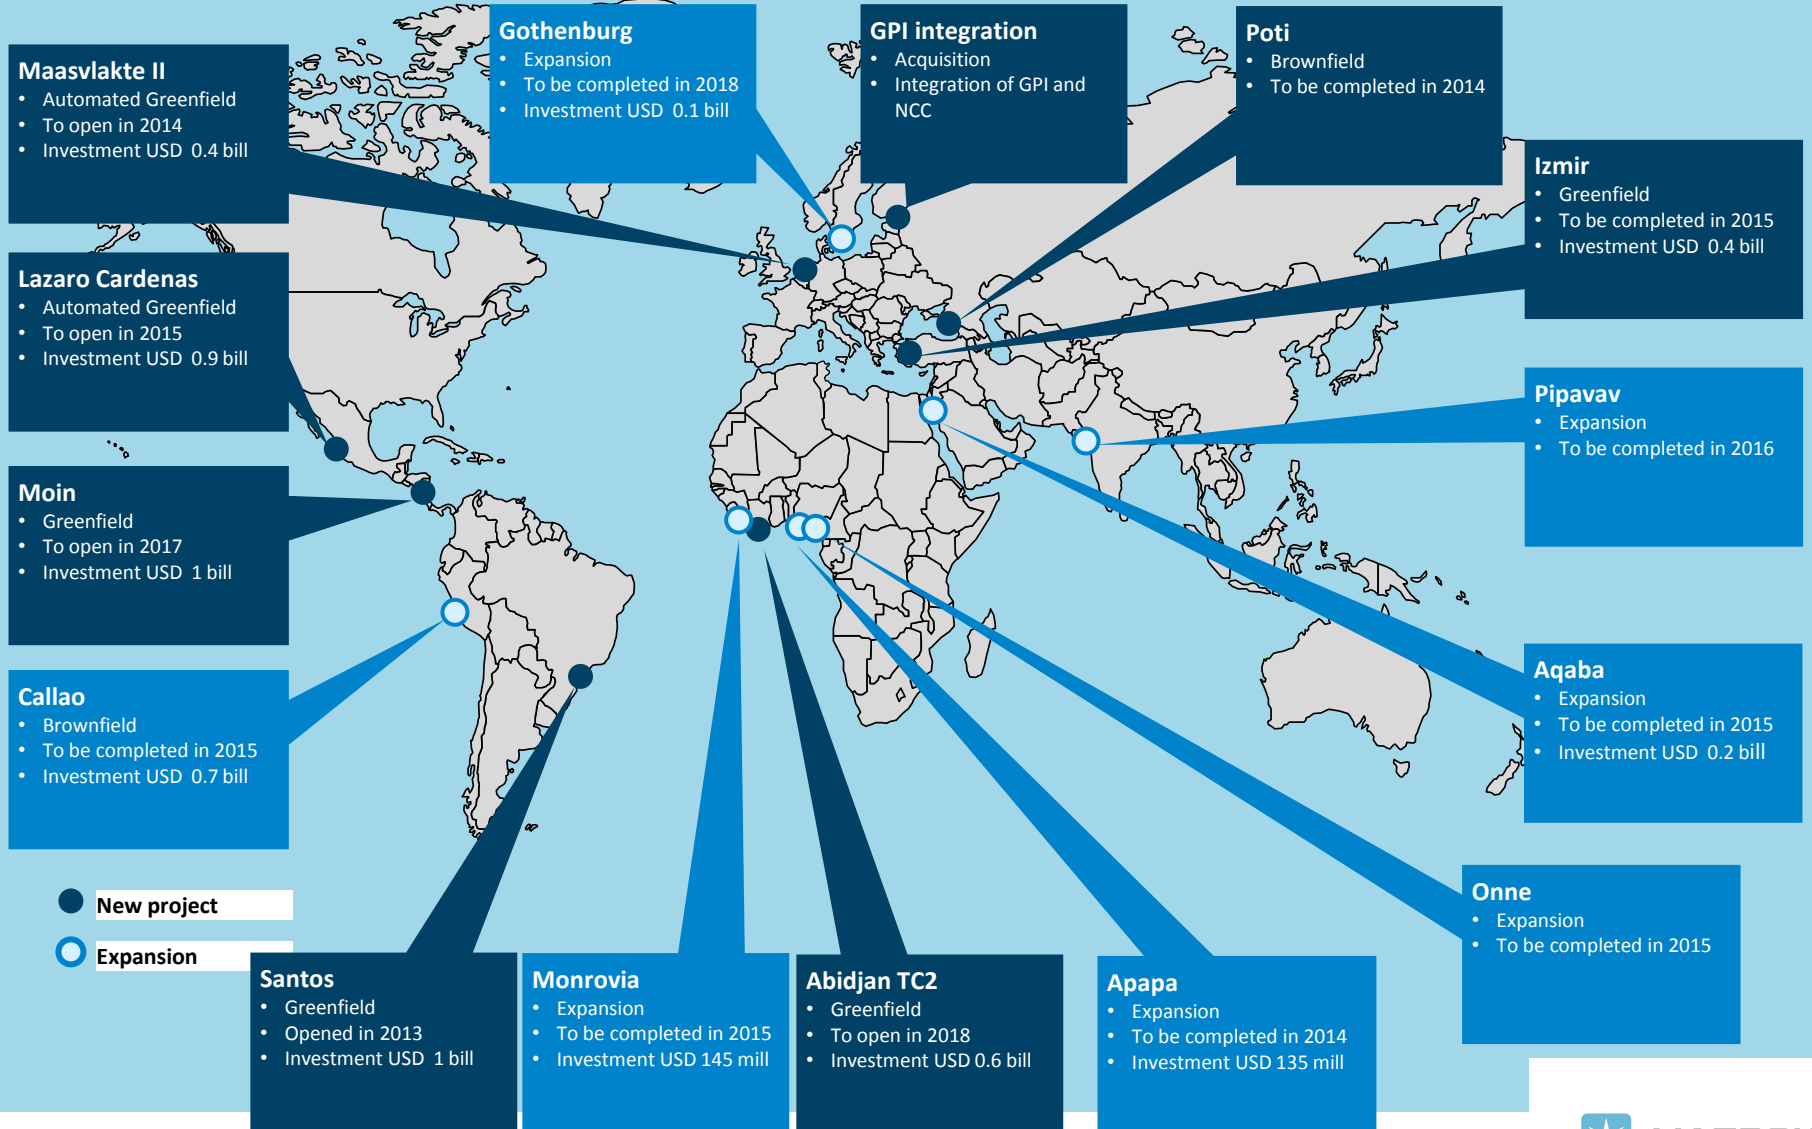 Gothenburg
• Expansion
• To be completed in 2018
• Investment USD 0.1 bill
GPI integration
• Acquisition
• Integration of GPI and
NCC
Poti
• Brownfield
• To be completed in 2014
Maasvlakte II
• Automated Greenfield
• To open in 2014
• Investment USD 0.4 bill
Izmir
• Greenfield
• To be completed in 2015
• Investment USD 0.4 bill
Lazaro Cardenas
• Automated Greenfield
• To open in 2015
• Investment USD 0.9 bill
Pipavav
• Expansion
• To be completed in 2016
Moin
• Greenfield
• To open in 2017
• Investment USD 1 bill
Callao
• Brownfield
• To be completed in 2015
• Investment USD 0.7 bill
Aqaba
• Expansion
• To be completed in 2015
• Investment USD 0.2 bill
Onne
• Expansion
• To be completed in 2015
New project
Expansion
Santos
• Greenfield
• Opened in 2013
• Investment USD 1 bill
Monrovia
• Expansion
• To be completed in 2015
• Investment USD 145 mill
Abidjan TC2
• Greenfield
• To open in 2018
• Investment USD 0.6 bill
Apapa
• Expansion
• To be completed in 2014
• Investment USD 135 mill